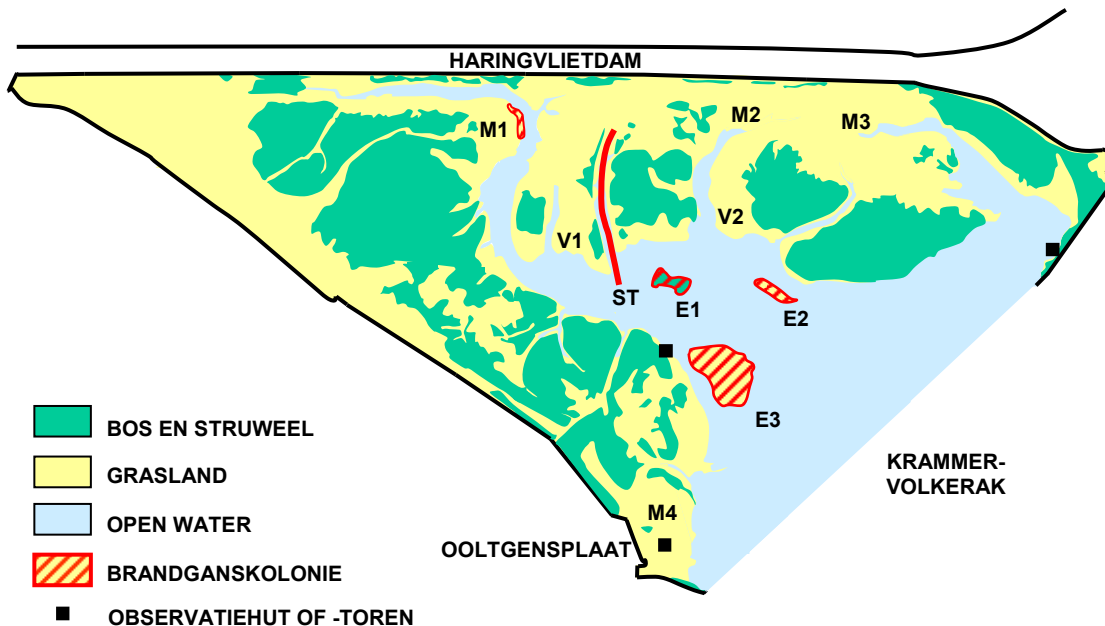 HARINGVLIETDAM
M1
M2
M3
V1
V2
ST
E1
E2
E3
KRAMMER-
VOLKERAK
M4
OOLTGENSPLAAT
BOS EN STRUWEEL
GRASLAND
OPEN WATER
BRANDGANSKOLONIE
OBSERVATIEHUT OF -TOREN